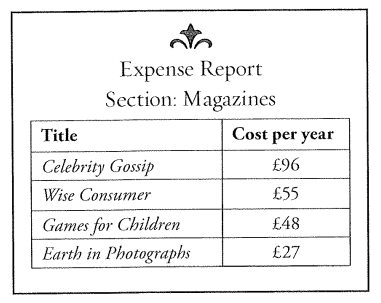 Expense Report
Section: Magazines
Title Cost per year
Celebrity Gossip £96
Wise Consumer £55
Games for Children £48
Earth in Photographs £27